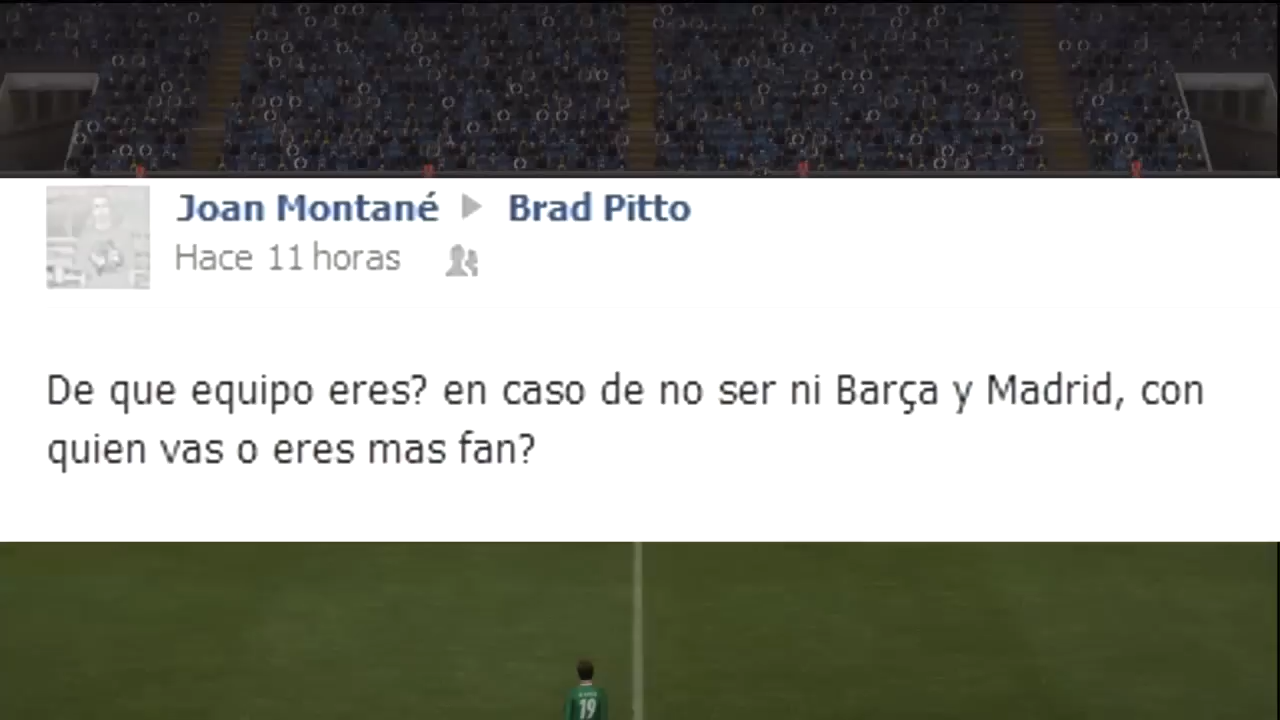 Joan Montané Brad Pitto
Hace 11 horas
De que equipo eres? en caso de no ser ni Barça y Madrid, con
quien vas o eres mas fan?
19